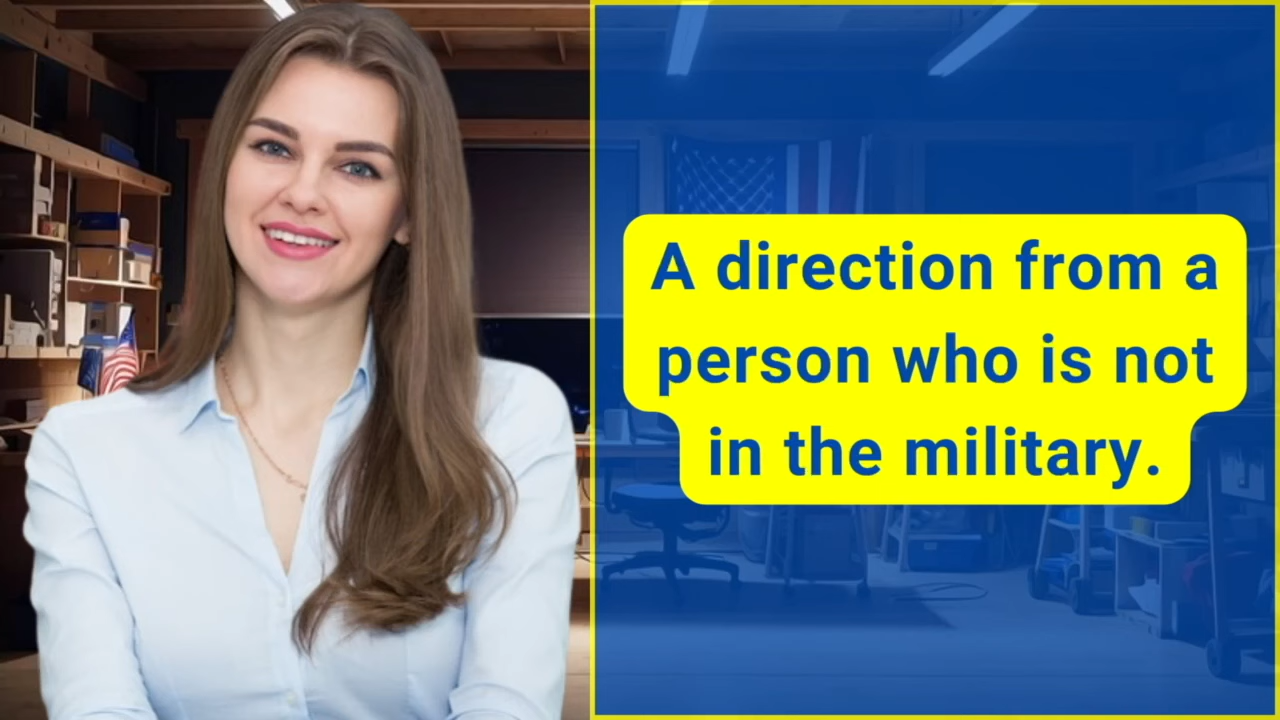 A direction from a
person who is not
in the military.